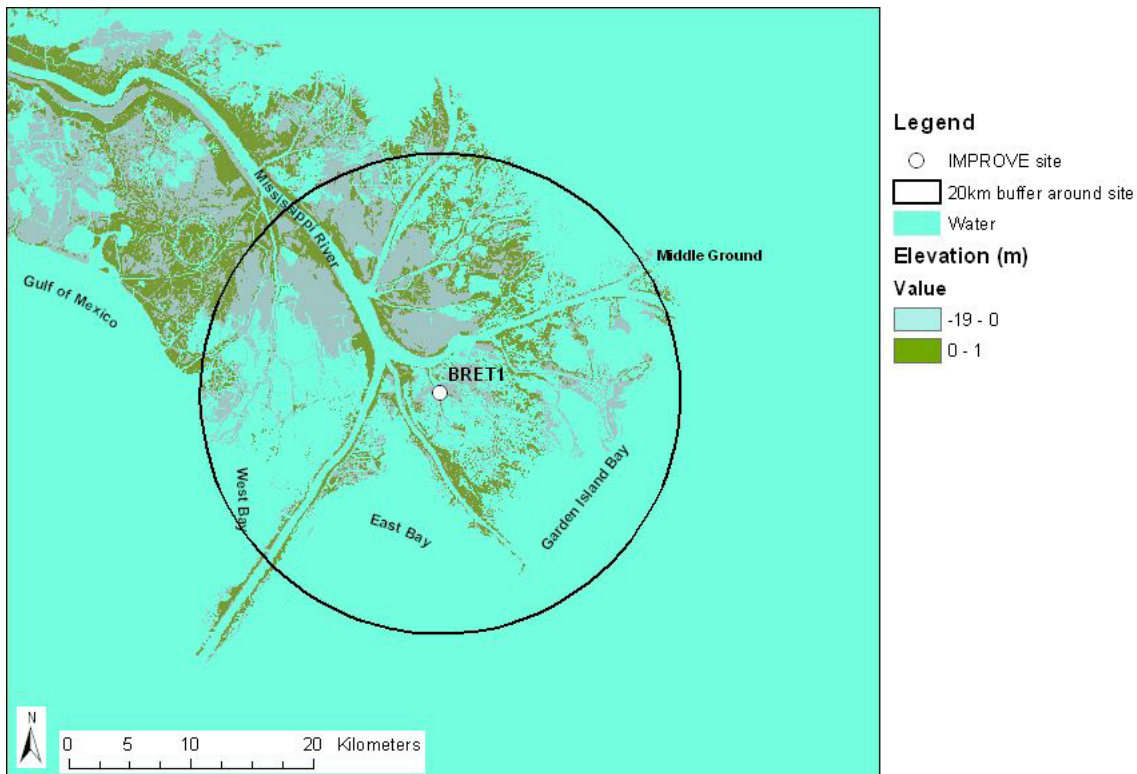 Mississippi River
Middle Ground
Gulf of Mexico
BRET1
West Bay
East Bay
Garden Island Bay
N
0 5 10 20 Kilometers
Legend
IMPROVE site
20km buffer around site
Water
Elevation (m)
Value
-19 - 0
0 - 1